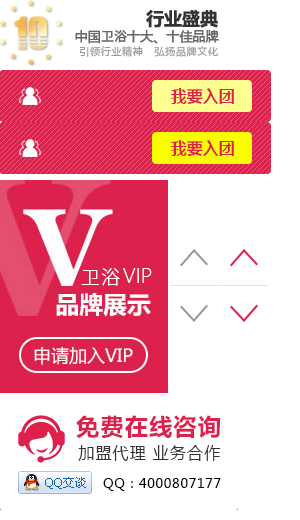 10
行业盛典
中国卫浴十大、十佳品牌
引领行业精神 弘扬品牌文化
我要入团
我要入团
V
卫浴VIP
品牌展示
申请加入VIP
免费在线咨询
加盟代理 业务合作
QQ交谈 QQ：4000807177